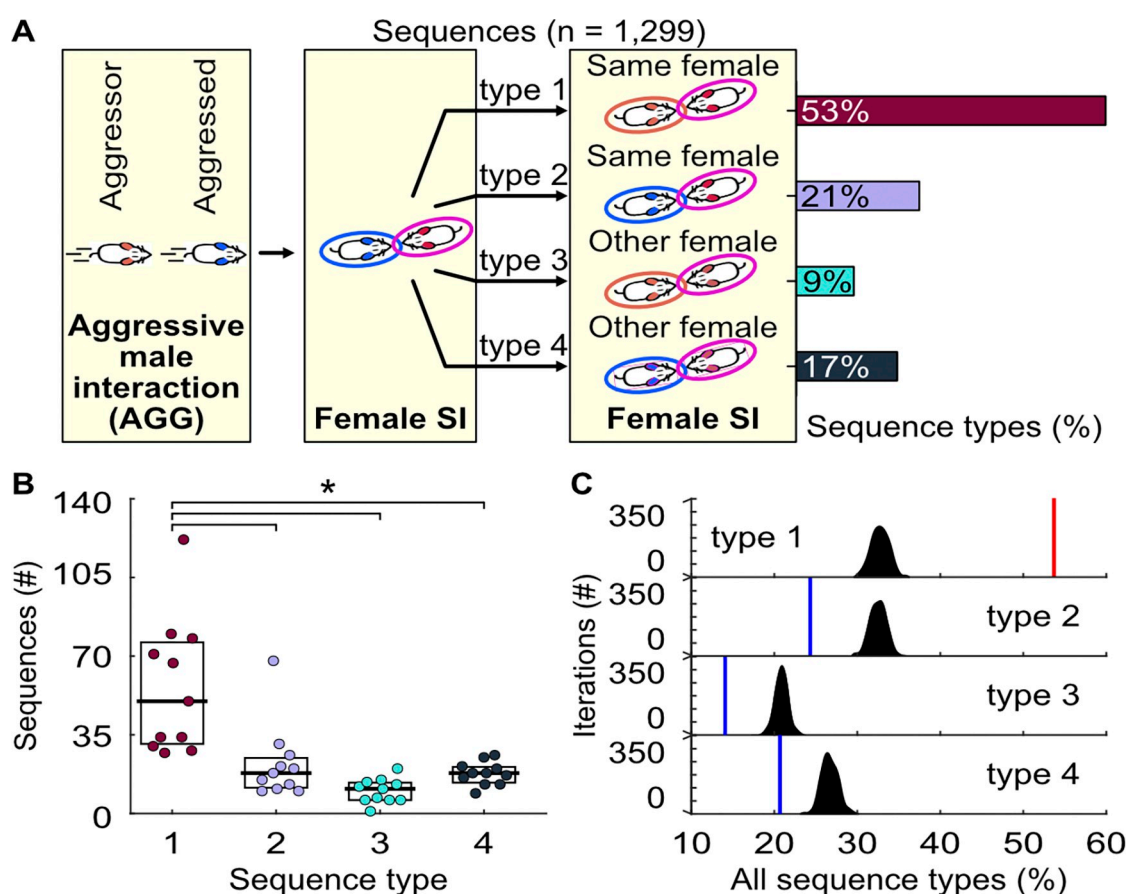 A
Sequences (n = 1,299)
Aggressor
Aggressed
Aggressive
male
interaction
(AGG)
Female SI
type 1
type 2
type 3
type 4
Same female
Same female
Other female
Other female
Female SI
53%
21%
9%
17%
Sequence types (%)
B
*
Sequences (#)
140
105
70
35
0
1 2 3 4
Sequence type
C
Iterations (#)
350
0
type 1
350
0
type 2
350
0
type 3
350
0
type 4
10 20 30 40 50 60
All sequence types (%)